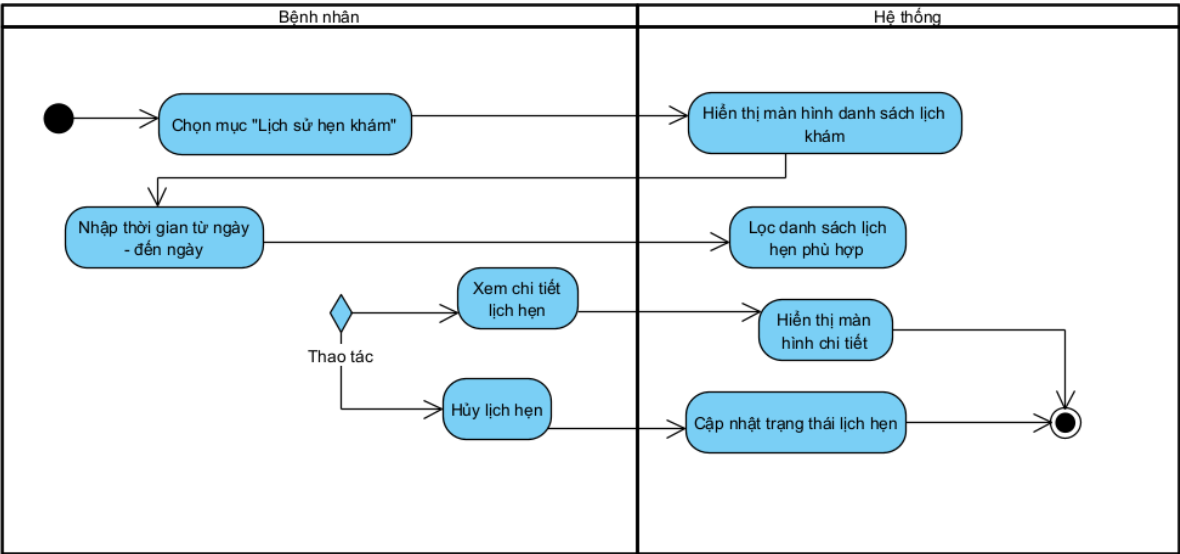 Bệnh nhân
Hệ thống
Chọn mục "Lịch sử hẹn khám"
Hiển thị màn hình danh sách lịch
khám
Nhập thời gian từ ngày
- đến ngày
Lọc danh sách lịch
hẹn phù hợp
Xem chi tiết
lịch hẹn
Hiển thị màn
hình chi tiết
Thao tác
Hủy lịch hẹn
Cập nhật trạng thái lịch hẹn